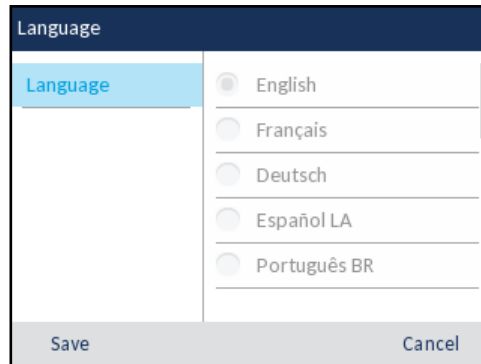 Language
Language
English
Français
Deutsch
Español LA
Português BR
Save
Cancel